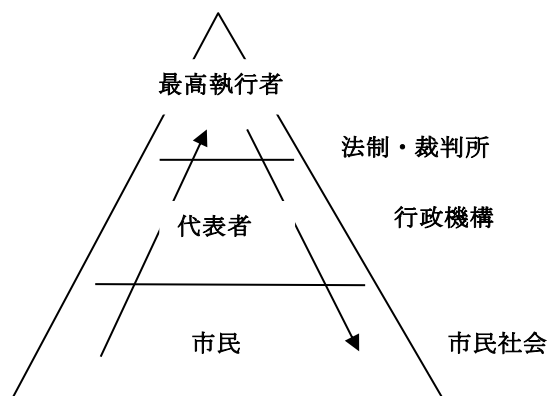 最高執行者
法制・裁判所
代表者
行政機構
市民
市民社会